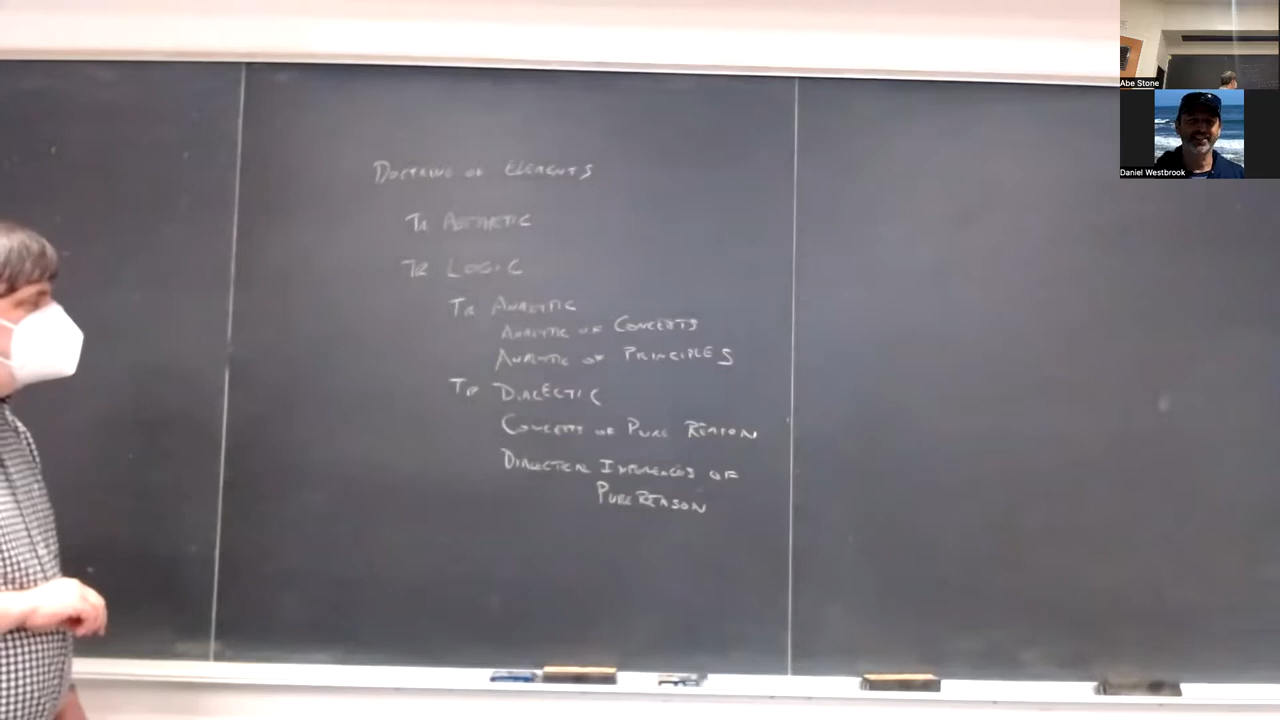 DOCTRINE OF ELEMENTS
TR AESTHETIC
TR LOGIC
TR ANALYTIC
ANALYTIC OF CONCEPTS
ANALYTIC OF PRINCIPLES
TR DIALECTIC
CONCEPTS OF PURE REASON
DIALECTICAL INFERENCES OF
PURE REASON
Abe Stone
Daniel Westbrook